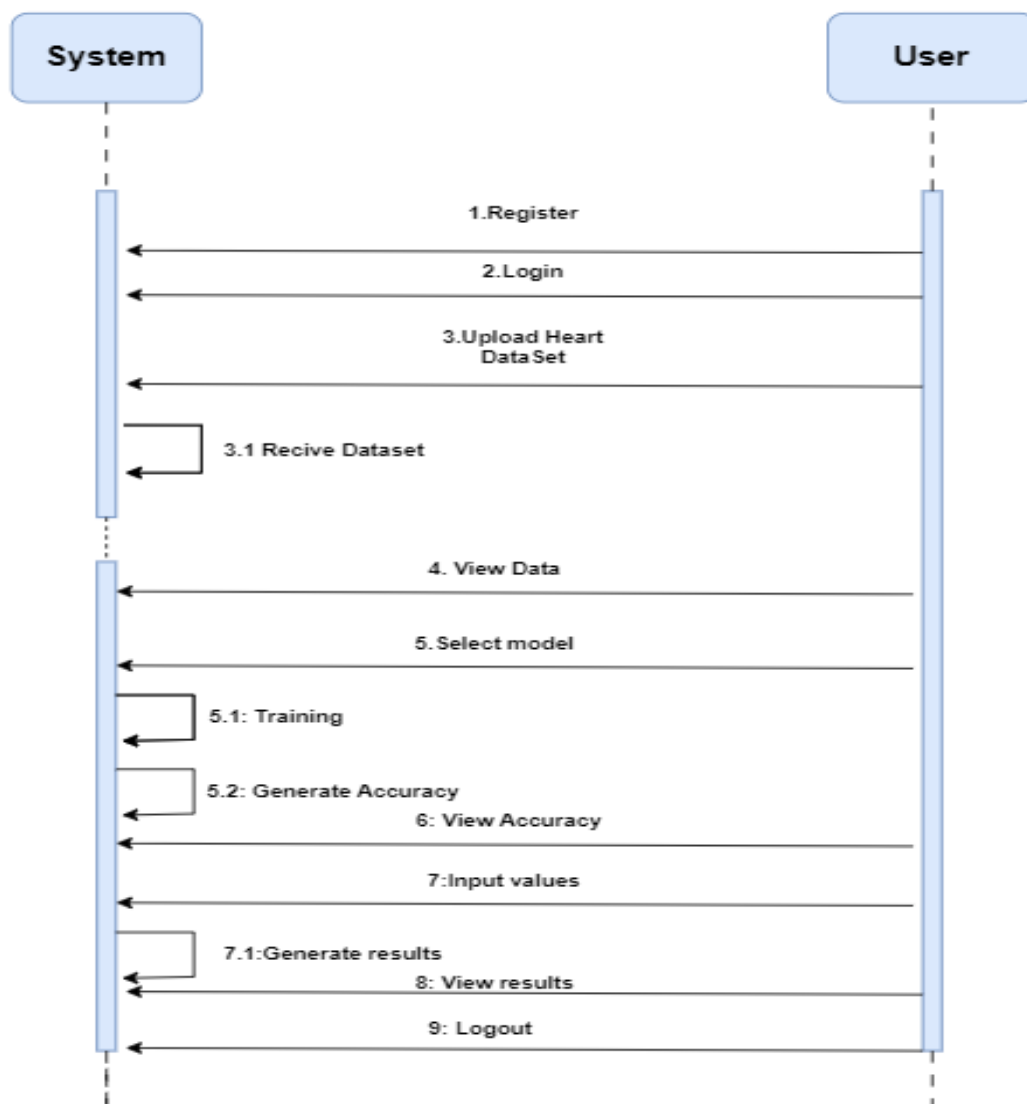 System
User
1.Register
2.Login
3.Upload Heart
DataSet
3.1 Recive Dataset
4. View Data
5.Select model
5.1: Training
5.2: Generate Accuracy
6: View Accuracy
7:Input values
7.1:Generate results
8: View results
9: Logout